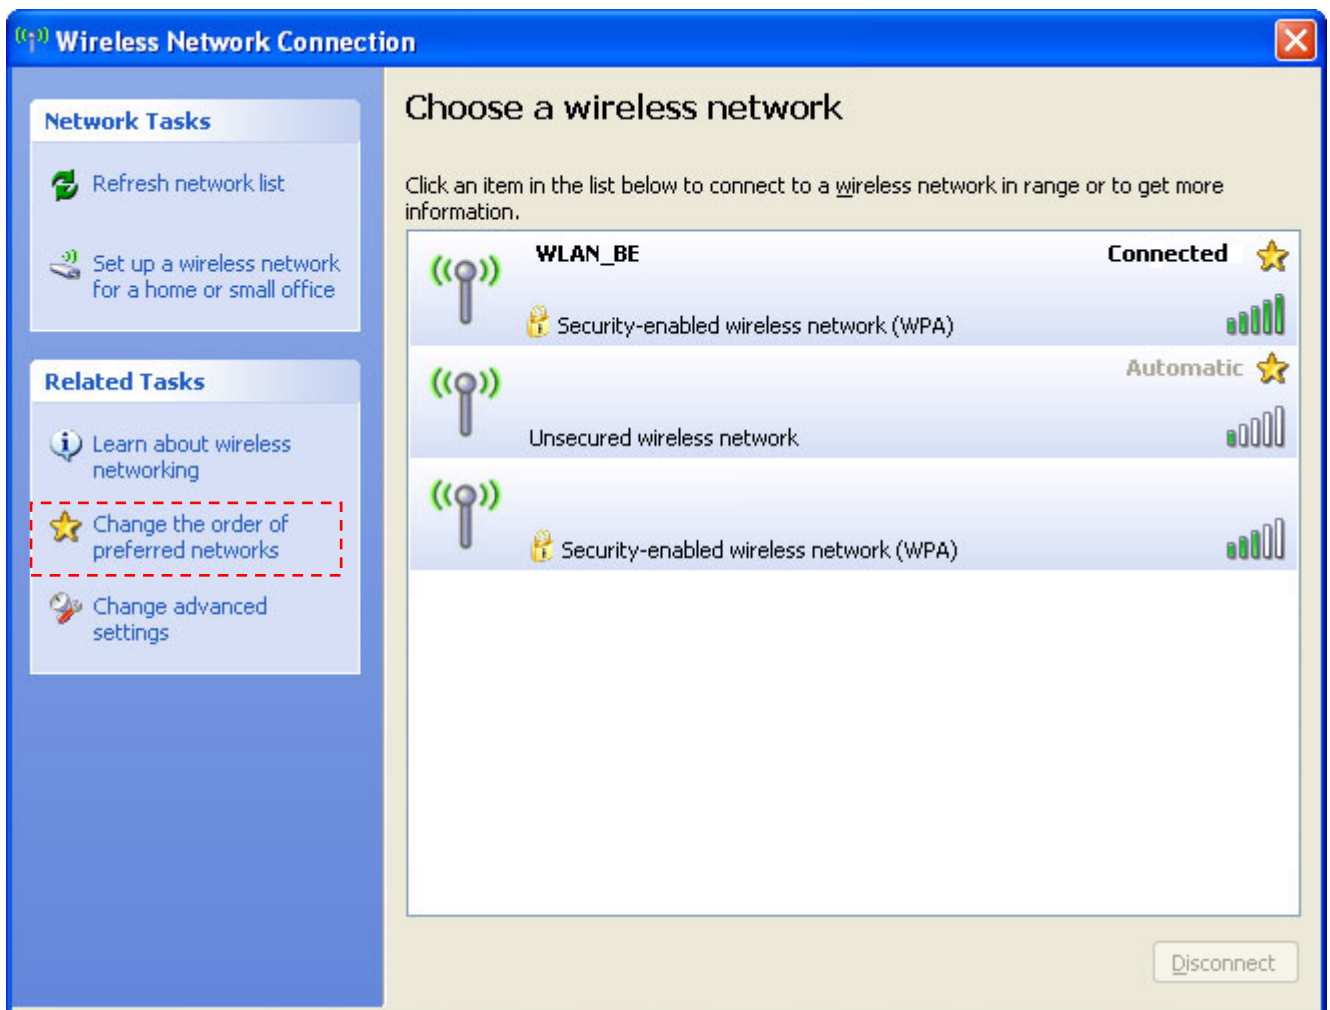 Wireless Network Connection
Network Tasks
Refresh network list
Set up a wireless network
for a home or small office
Related Tasks
Learn about wireless
networking
Change the order of
preferred networks
Change advanced
settings
Choose a wireless network
Click an item in the list below to connect to a wireless network in range or to get more
information.
WLAN_BE
Connected
Security-enabled wireless network (WPA)
Automatic
Unsecured wireless network
Security-enabled wireless network (WPA)
Disconnect